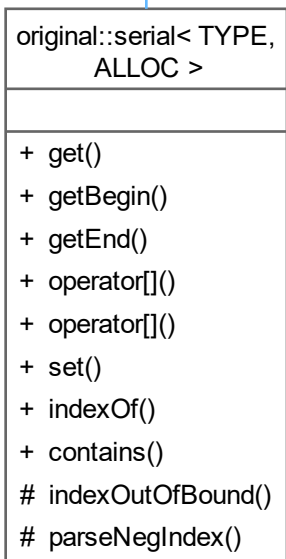 original::serial< TYPE,
ALLOC >
+ get()
+ getBegin()
+ getEnd()
+ operator[]()
+ operator[]()
+ set()
+ indexOf()
+ contains()
# indexOutOfBound()
# parseNegIndex()